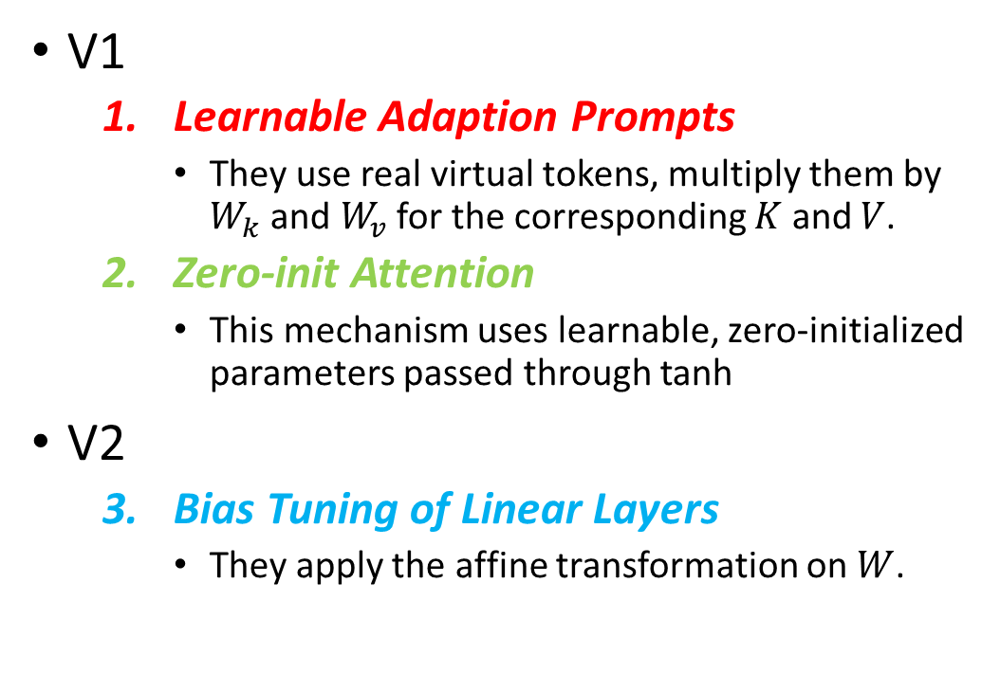 • V1
1. Learnable Adaption Prompts
• They use real virtual tokens, multiply them by
W_k and W_v for the corresponding K and V.
2. Zero-init Attention
• This mechanism uses learnable, zero-initialized
parameters passed through tanh
• V2
3. Bias Tuning of Linear Layers
• They apply the affine transformation on W.